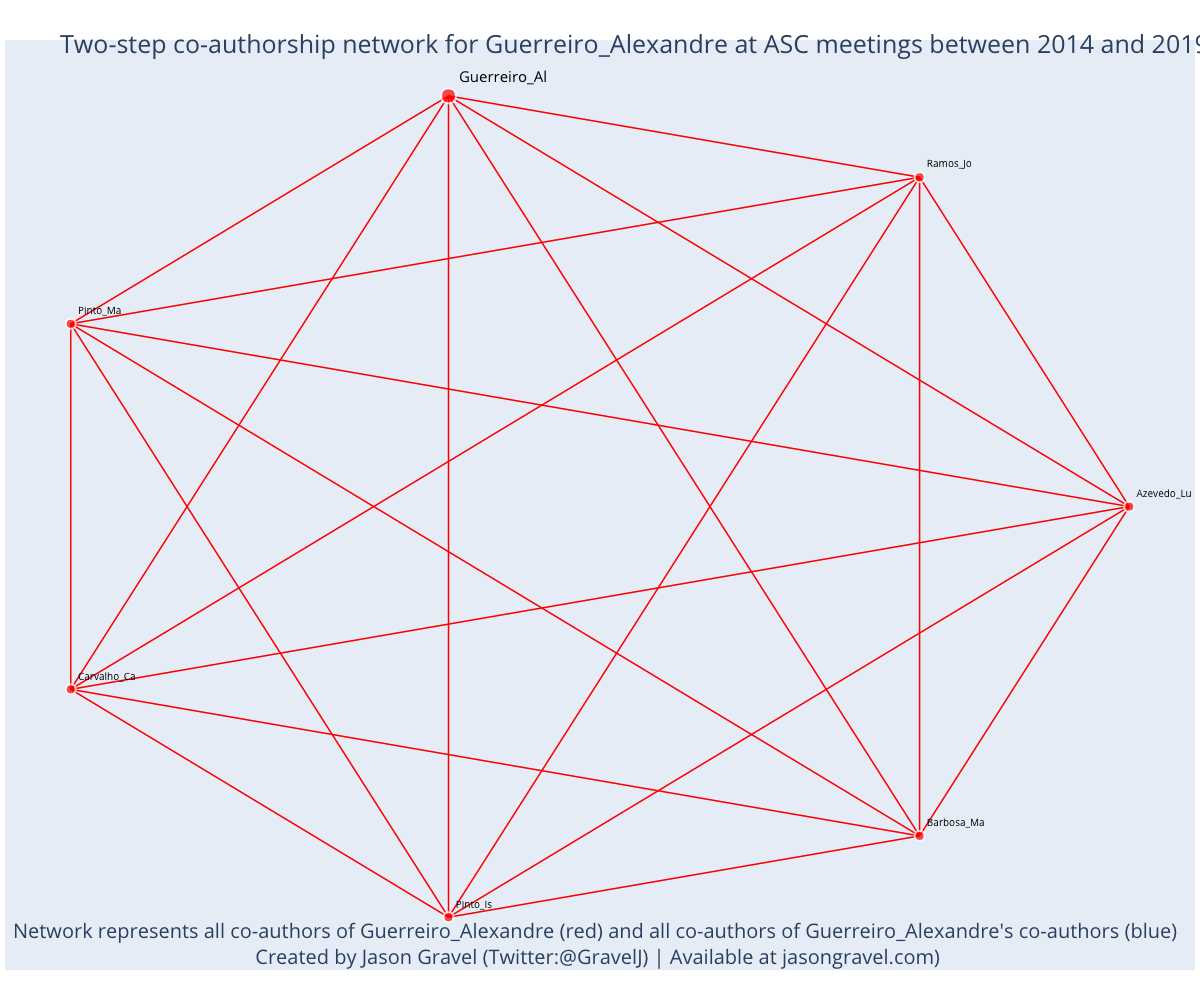 Two-step co-authorship network for Guerreiro_Alexandre at ASC meetings between 2014 and 2019
Guerreiro_Al
Ramos_Jo
Pinto_Ma
Azevedo_Lu
Carvalho_Ca
Barbosa_Ma
Pinto_Is
Network represents all co-authors of Guerreiro_Alexandre (red) and all co-authors of Guerreiro_Alexandre's co-authors (blue)
Created by Jason Gravel (Twitter:@GravelJ) | Available at jasongravel.com)